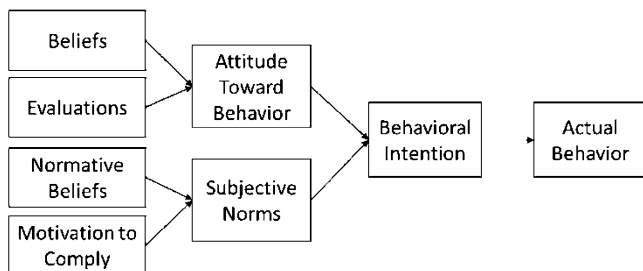 Beliefs
Evaluations
Attitude
Toward
Behavior
Normative
Beliefs
Motivation to
Comply
Subjective
Norms
Behavioral
Intention
Actual
Behavior